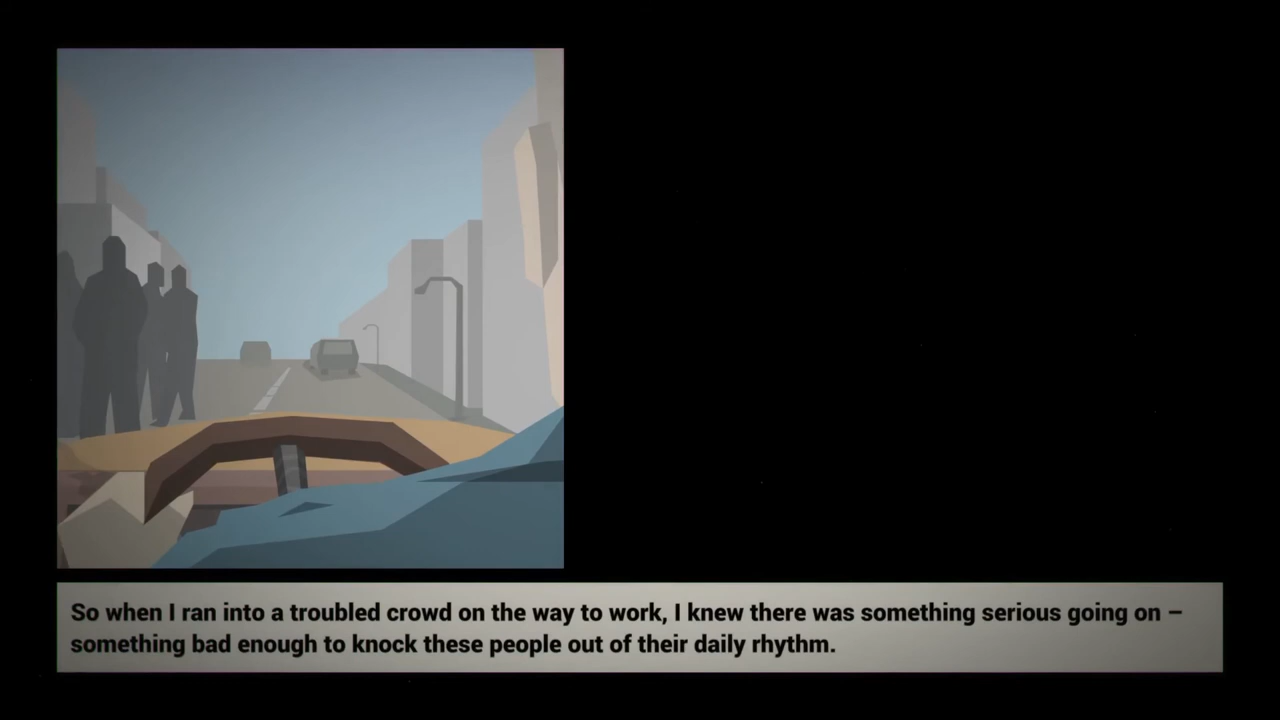 So when I ran into a troubled crowd on the way to work, I knew there was something serious going on –
something bad enough to knock these people out of their daily rhythm.